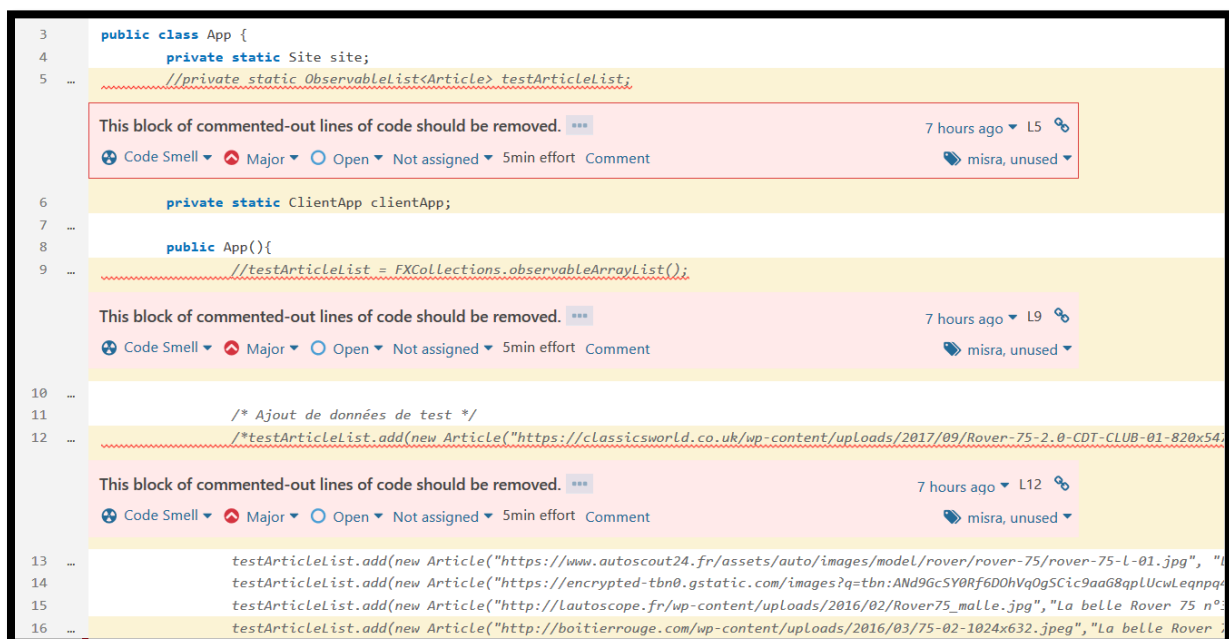 3 public class App {
4 private static Site site;
5 … //private static ObservableList<Article> testArticleList;
This block of commented-out lines of code should be removed. •••
7 hours ago L5
Code Smell Major Open Not assigned 5min effort Comment
misra, unused
6 private static ClientApp clientApp;
7 …
8 public App(){
9 … //testArticleList = FXCollections.observableArrayList();
This block of commented-out lines of code should be removed. •••
7 hours ago L9
Code Smell Major Open Not assigned 5min effort Comment
misra, unused
10 …
11 /* Ajout de données de test */
12 … /*testArticleList.add(new Article("https://classicsworld.co.uk/wp-content/uploads/2017/09/Rover-75-2.0-CDT-CLUB-01-820x547
This block of commented-out lines of code should be removed. •••
7 hours ago L12
Code Smell Major Open Not assigned 5min effort Comment
misra, unused
13 … testArticleList.add(new Article("https://www.autoscout24.fr/assets/auto/images/model/rover/rover-75/rover-75-l-01.jpg", "L
14 testArticleList.add(new Article("https://encrypted-tbn0.gstatic.com/images?q=tbn:ANd9GcSY0Rf6DOhVqOgSCic9aaG8qplUcwLeqnpq4
15 testArticleList.add(new Article("http://lautoscope.fr/wp-content/uploads/2016/02/Rover75_malle.jpg","La belle Rover 75 n°3
16 … testArticleList.add(new Article("http://boitierrouge.com/wp-content/uploads/2016/03/75-02-1024x632.jpeg","La belle Rover